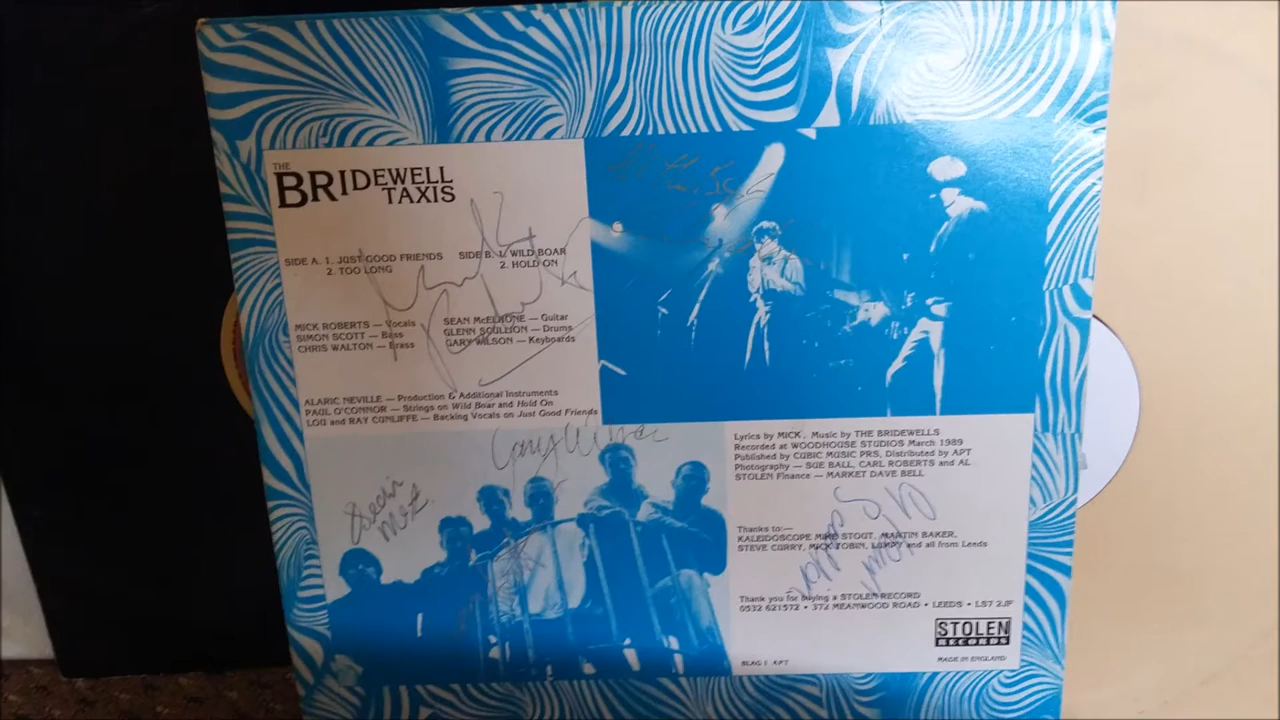 THE
BRIDEWELL
TAXIS
SIDE A. 1. JUST GOOD FRIENDS
2. TOO LONG
SIDE B. 1. WILD BOAR
2. HOLD ON
MICK ROBERTS — Vocals
SIMON SCOTT — Bass
CHRIS WALTON — Brass
SEAN McELHONE — Guitar
GLENN SCULLION — Drums
GARY WILSON — Keyboards
ALARIC NEVILLE — Production & Additional Instruments
PAUL O'CONNOR — Strings on Wild Boar and Hold On
LOU and RAY CUNLIFFE — Backing Vocals on Just Good Friends
Gary Wilson
Lyrics by MICK. Music by THE BRIDEWELLS
Recorded at WOODHOUSE STUDIOS March 1989
Published by CUBIC MUSIC PRS, Distributed by APT
Photography — SUE BALL, CARL ROBERTS and AL
STOLEN Finance — MARKET DAVE BELL
Thanks to:—
KALEIDOSCOPE MIKE STOUT, MARTIN BAKER,
STEVE CURRY, MICK TOBIN, LUMPY and all from Leeds
Thank you for buying a STOLEN RECORD
0532 621572 • 372 MEANWOOD ROAD • LEEDS • LS7 2JF
STOLEN
RECORDS
BLAG 1 APT
MADE IN ENGLAND